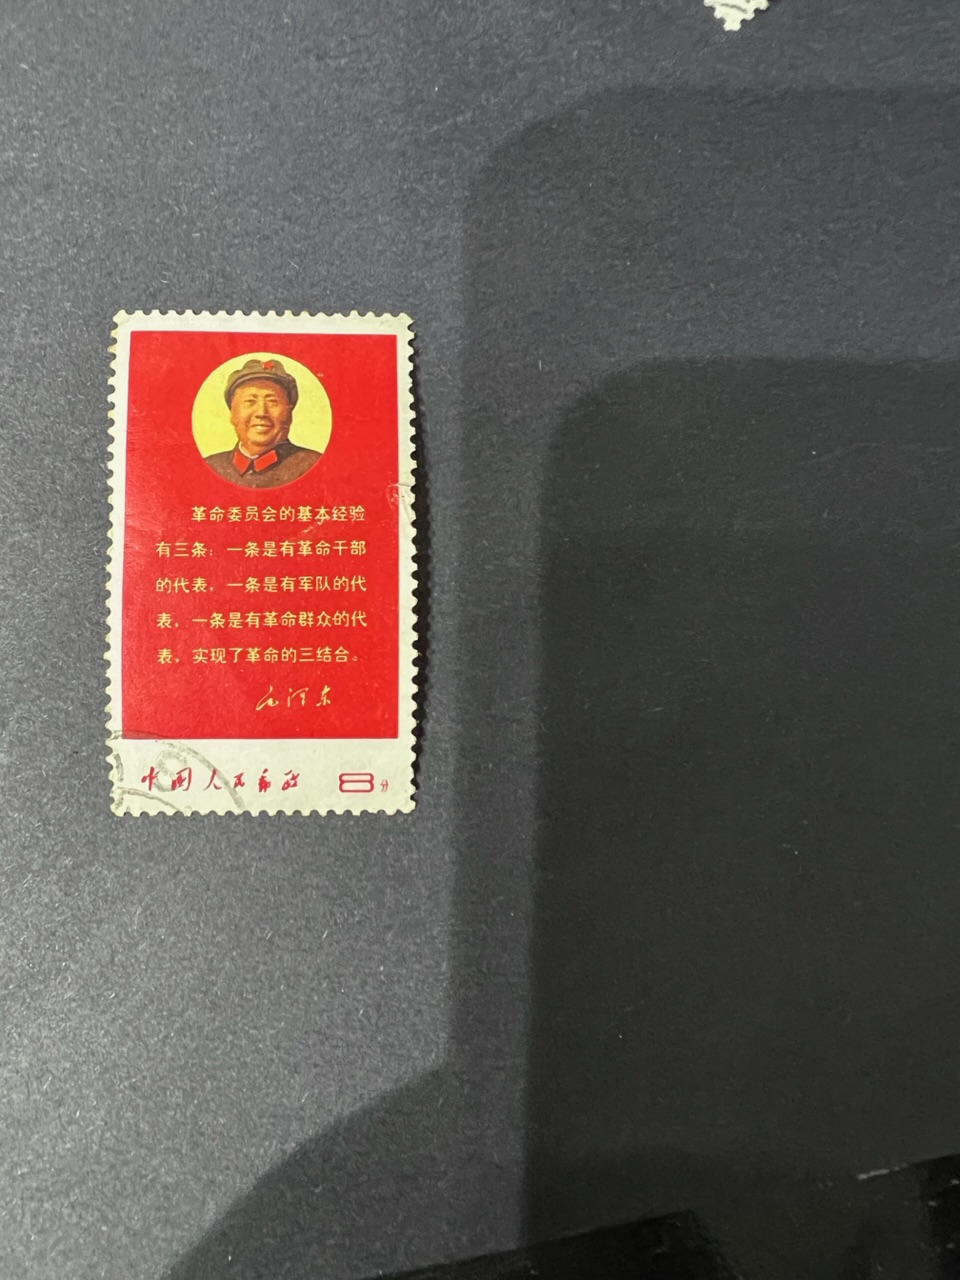 革命委员会的基本经验
有三条：一条是有革命干部
的代表，一条是有军队的代
表，一条是有革命群众的代
表，实现了革命的三结合。
毛泽东
中国人民邮政 8分